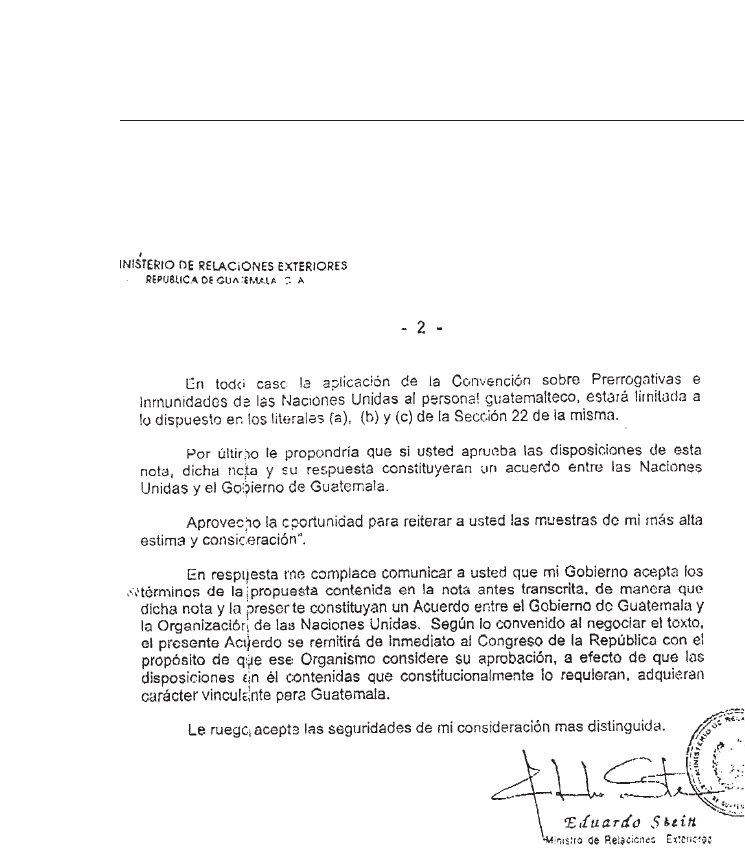 INISTERIO DE RELACIONES EXTERIORES
REPUBLICA DE GUATEMALA
- 2 -
En todo caso la aplicación de la Convención sobre Prerrogativas e
Inmunidades de las Naciones Unidas al personal guatemalteco, estará limitada a
lo dispuesto en los literales (a), (b) y (c) de la Sección 22 de la misma.
Por último le propondría que si usted aprueba las disposiciones de esta
nota, dicha nota y su respuesta constituyeran un acuerdo entre las Naciones
Unidas y el Gobierno de Guatemala.
Aprovecho la oportunidad para reiterar a usted las muestras de mi más alta
estima y consideración".
En respuesta me complace comunicar a usted que mi Gobierno acepta los
términos de la propuesta contenida en la nota antes transcrita, de manera que
dicha nota y la presente constituyan un Acuerdo entre el Gobierno de Guatemala y
la Organización de las Naciones Unidas. Según lo convenido al negociar el texto,
el presente Acuerdo se remitirá de inmediato al Congreso de la República con el
propósito de que ese Organismo considere su aprobación, a efecto de que las
disposiciones en él contenidas que constitucionalmente lo requieran, adquieran
carácter vinculante para Guatemala.
Le ruego acepte las seguridades de mi consideración mas distinguida.
Eduardo Stein
Ministro de Relaciones Exteriores